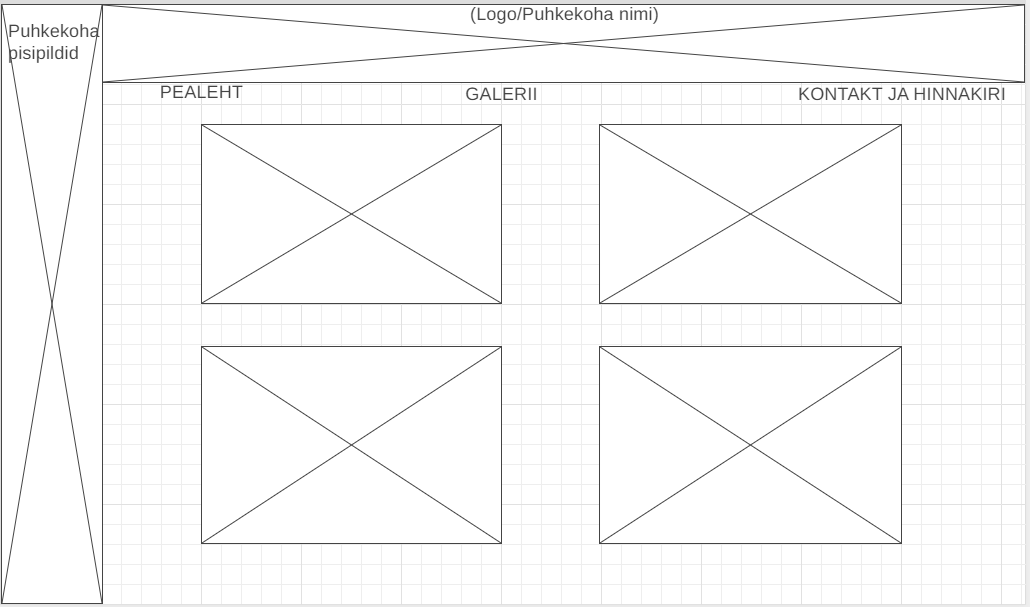 Puhkekoha
pisipildid
(Logo/Puhkekoha nimi)
PEALEHT
GALERII
KONTAKT JA HINNAKIRI